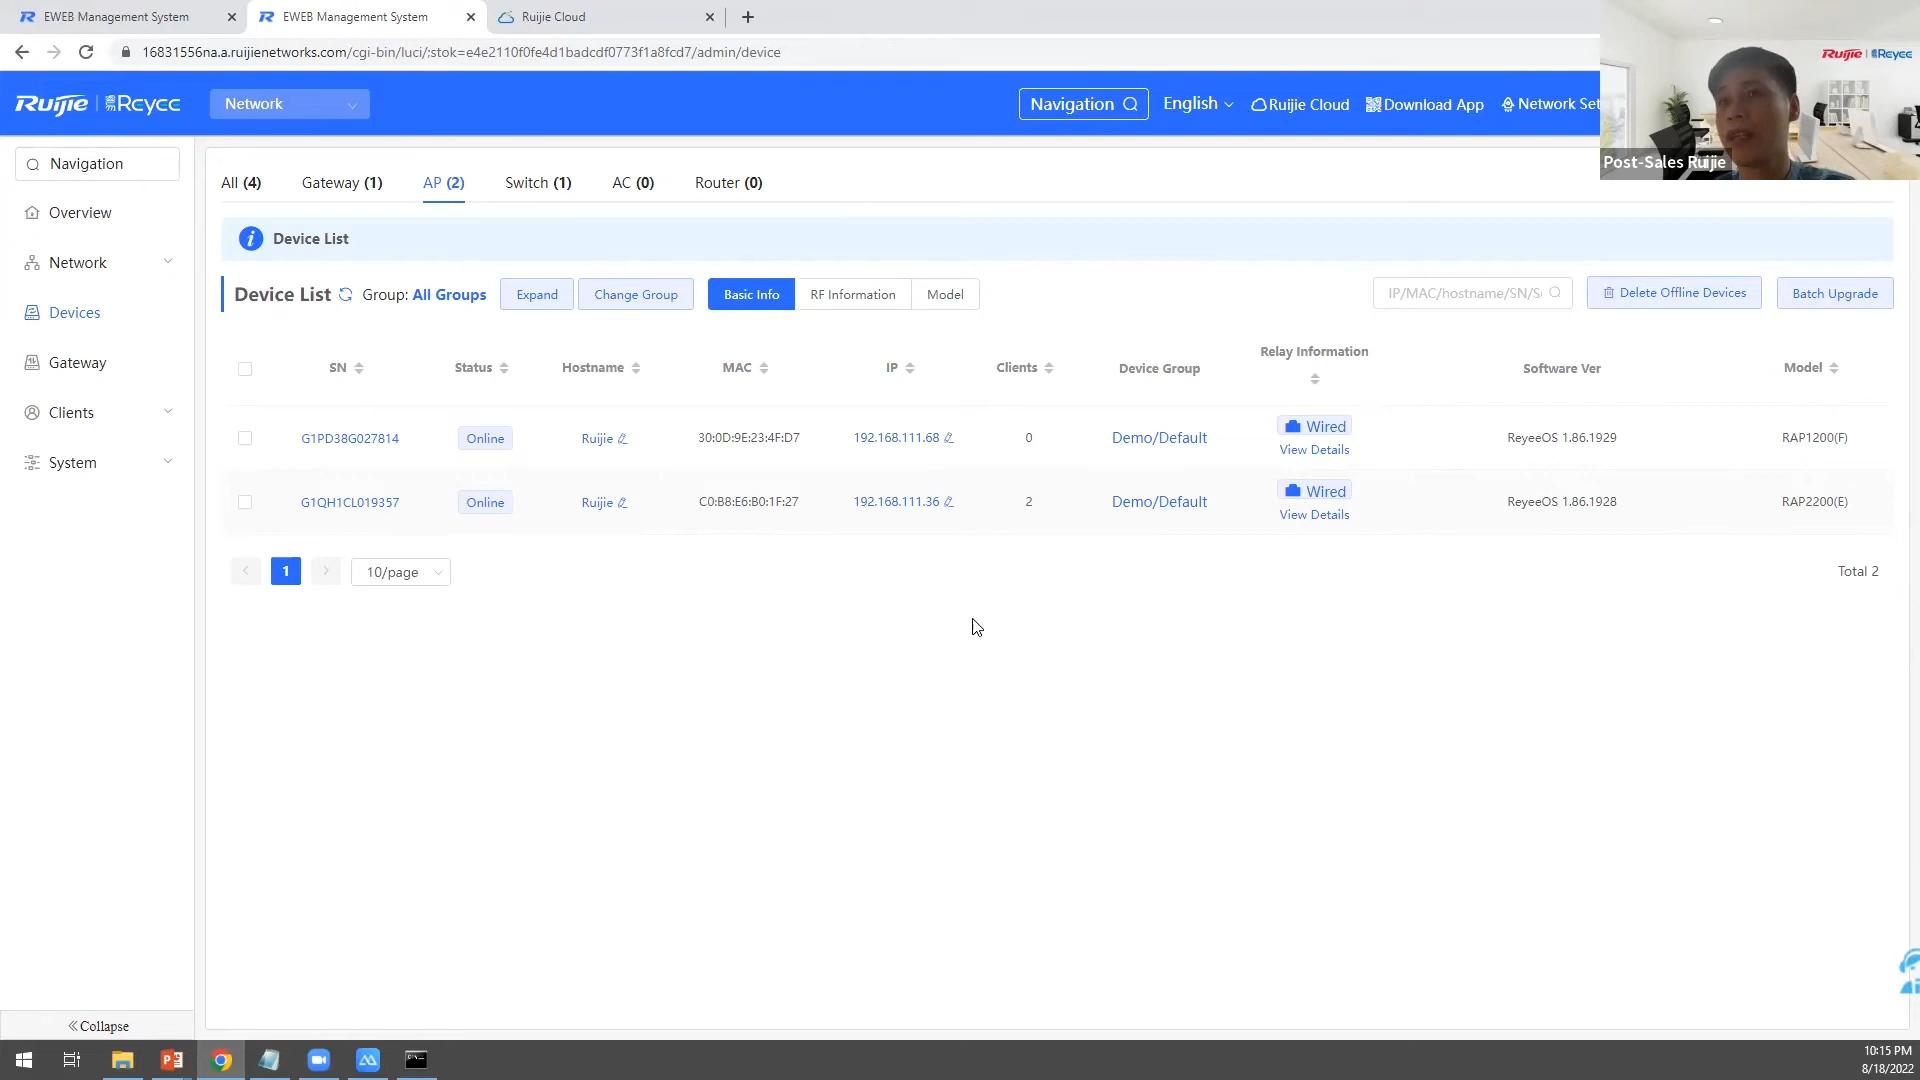 EWEB Management System
EWEB Management System
Ruijie Cloud
16831556na.a.ruijienetworks.com/cgi-bin/luci/;stok=e4e2110f0fe4d1badcdf0773f1a8fcd7/admin/device
Ruijie | Reyee
Network
Navigation
English
Ruijie Cloud
Download App
Network Set
Ruijie | Reyee
Post-Sales Ruijie
Navigation
Overview
Network
Devices
Gateway
Clients
System
Collapse
All (4)
Gateway (1)
AP (2)
Switch (1)
AC (0)
Router (0)
Device List
Device List
Group: All Groups
Expand
Change Group
Basic Info
RF Information
Model
IP/MAC/hostname/SN/S
Delete Offline Devices
Batch Upgrade
SN Status Hostname MAC IP Clients Device Group Relay Information Software Ver Model
G1PD38G027814 Online Ruijie 30:0D:9E:23:4F:D7 192.168.111.68 0 Demo/Default Wired ReyeeOS 1.86.1929 RAP1200(F)
View Details
G1QH1CL019357 Online Ruijie C0:B8:E6:B0:1F:27 192.168.111.36 2 Demo/Default Wired ReyeeOS 1.86.1928 RAP2200(E)
View Details
1
10/page
Total 2
10:15 PM
8/18/2022